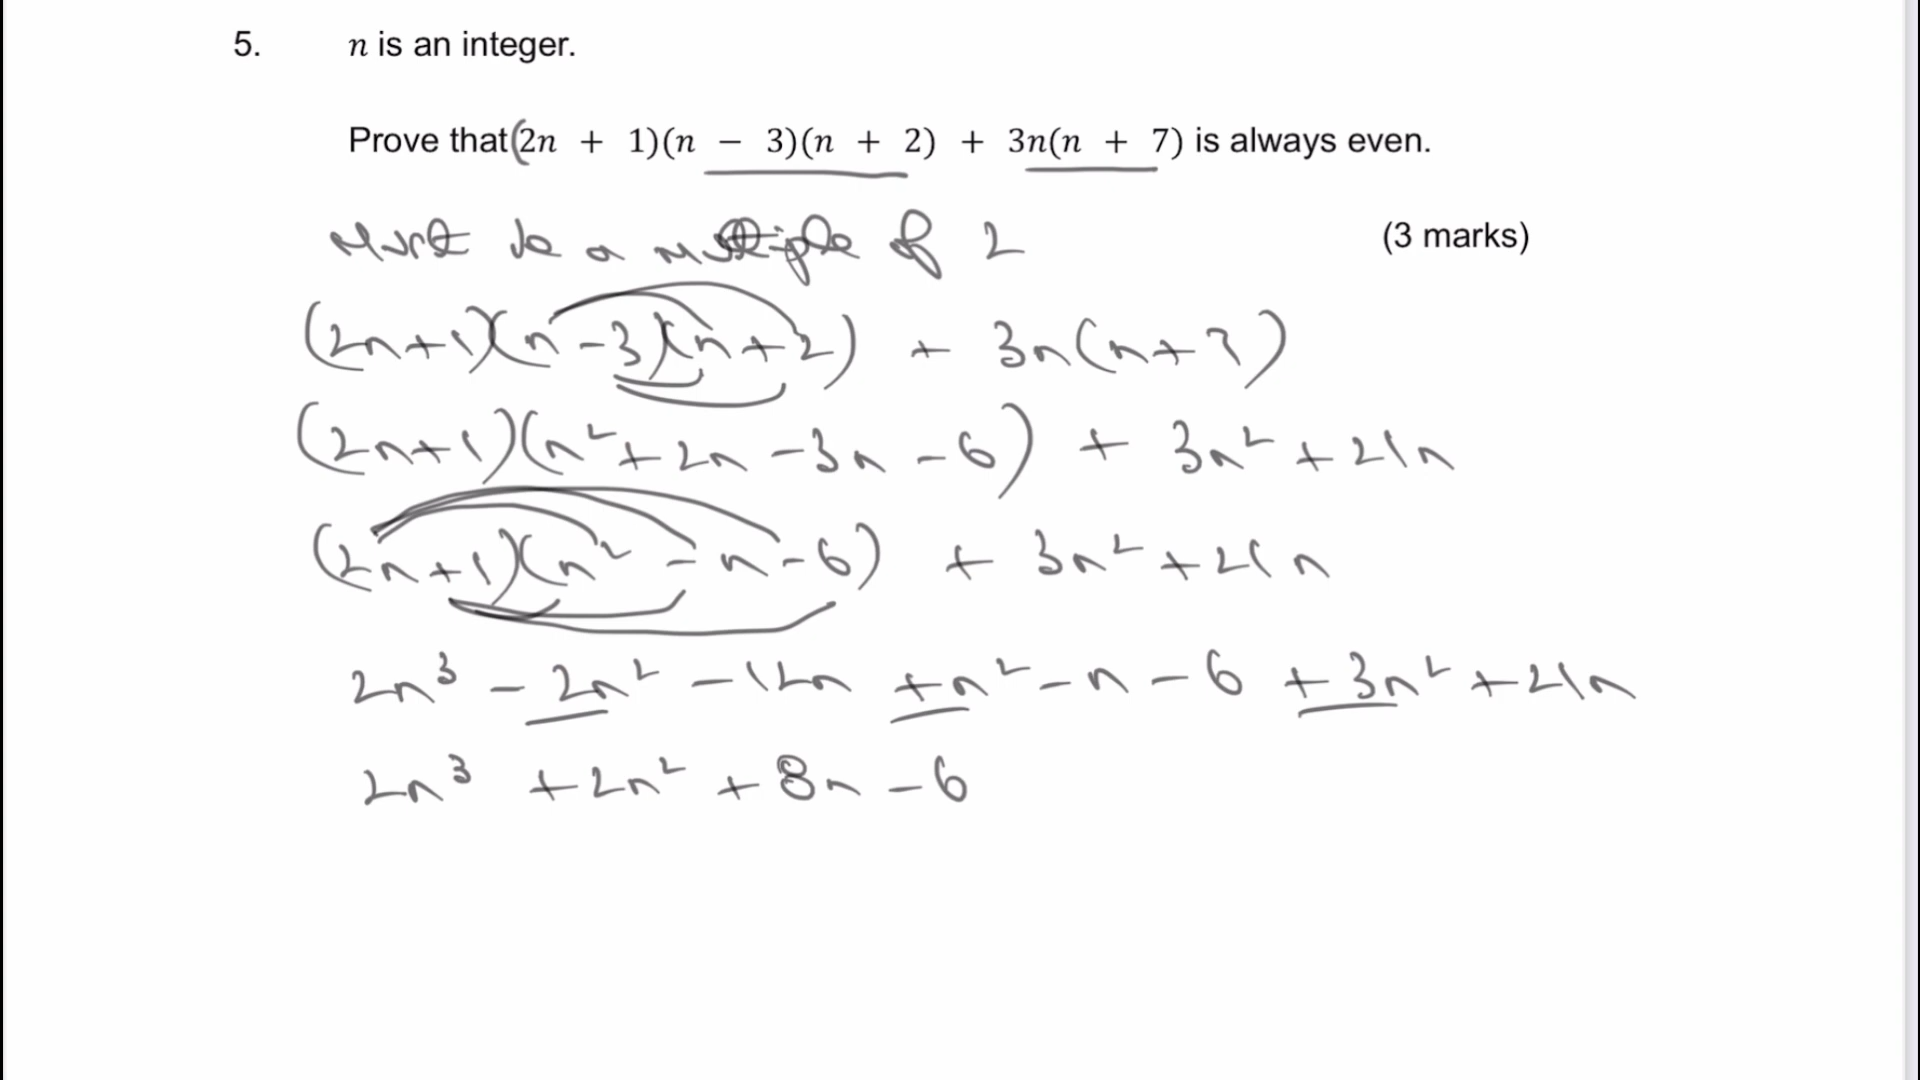 5. n is an integer.
Prove that (2n + 1)(n − 3)(n + 2) + 3n(n + 7) is always even.
(3 marks)
Must be a multiple of 2
(2n+1)(n-3)(n+2) + 3n(n+7)
(2n+1)(n²+2n-3n-6) + 3n²+21n
(2n+1)(n²-n-6) + 3n²+21n
2n³ - 2n² - 12n + n² - n - 6 + 3n² + 21n
2n³ + 2n² + 8n - 6